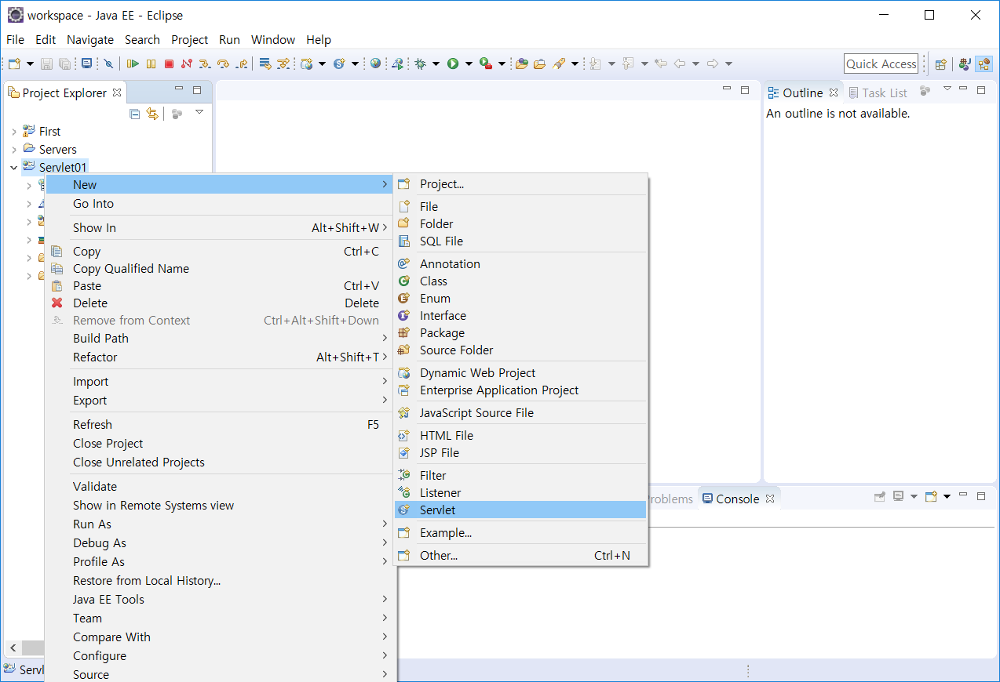 workspace - Java EE - Eclipse
File Edit Navigate Search Project Run Window Help
Quick Access
Project Explorer
First
Servers
Servlet01
New
Go Into
Show In Alt+Shift+W
Copy Ctrl+C
Copy Qualified Name
Paste Ctrl+V
Delete Delete
Remove from Context Ctrl+Alt+Shift+Down
Build Path
Refactor Alt+Shift+T
Import
Export
Refresh F5
Close Project
Close Unrelated Projects
Validate
Show in Remote Systems view
Run As
Debug As
Profile As
Restore from Local History...
Java EE Tools
Team
Compare With
Configure
Source
Project...
File
Folder
SQL File
Annotation
Class
Enum
Interface
Package
Source Folder
Dynamic Web Project
Enterprise Application Project
JavaScript Source File
HTML File
JSP File
Filter
Listener
Servlet
Example...
Other... Ctrl+N
Outline Task List
An outline is not available.
roblems Console
Servl